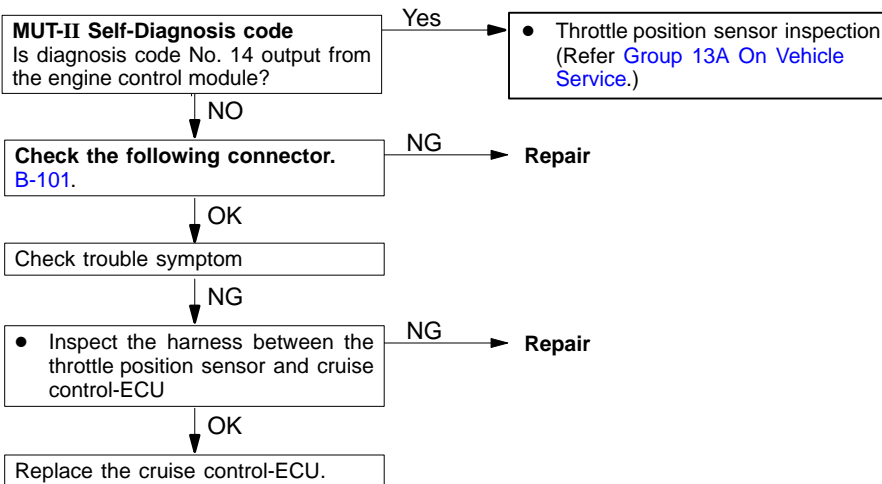 MUT-II Self-Diagnosis code
Is diagnosis code No. 14 output from
the engine control module?
Yes
● Throttle position sensor inspection
(Refer Group 13A On Vehicle
Service.)
NO
Check the following connector.
B-101.
NG
Repair
OK
Check trouble symptom
NG
● Inspect the harness between the
throttle position sensor and cruise
control-ECU
NG
Repair
OK
Replace the cruise control-ECU.